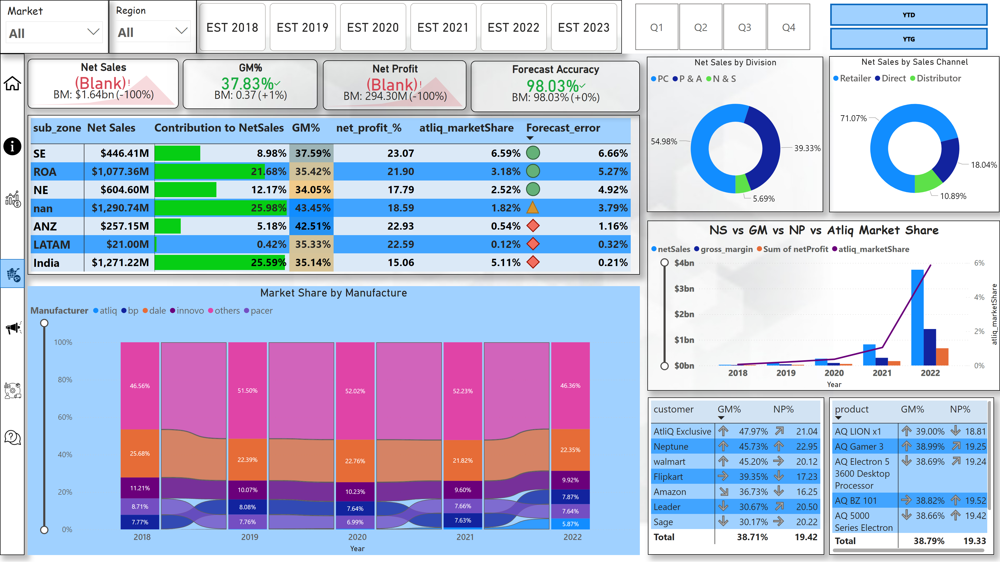 Market
All
Region
All
EST 2018
EST 2019
EST 2020
EST 2021
EST 2022
EST 2023
Q1
Q2
Q3
Q4
YTD
YTG
Net Sales
(Blank)!
BM: $1.64bn (-100%)
GM%
37.83%
BM: 0.37 (+1%)
Net Profit
(Blank)!
BM: 294.30M (-100%)
Forecast Accuracy
98.03%
BM: 98.03% (+0%)
sub_zone Net Sales Contribution to NetSales GM% net_profit_% atliq_marketShare Forecast_error
SE $446.41M 8.98% 37.59% 23.07 6.59% 6.66%
ROA $1,077.36M 21.68% 35.42% 21.90 3.18% 5.27%
NE $604.60M 12.17% 34.05% 17.79 2.52% 4.92%
nan $1,290.74M 25.98% 43.45% 18.59 1.82% 3.79%
ANZ $257.15M 5.18% 42.51% 22.93 0.54% 1.16%
LATAM $21.00M 0.42% 35.33% 22.59 0.12% 0.32%
India $1,271.22M 25.59% 35.14% 15.06 5.11% 0.21%
Net Sales by Division
PC P & A N & S
54.98%
39.33%
5.69%
Net Sales by Sales Channel
Retailer Direct Distributor
71.07%
18.04%
10.89%
NS vs GM vs NP vs Atliq Market Share
netSales gross_margin Sum of netProfit atliq_marketShare
$4bn
$3bn
$2bn
$1bn
$0bn
6%
4%
2%
0%
atliq_marketShare
2018 2019 2020 2021 2022
Year
Market Share by Manufacture
Manufacturer atliq bp dale innovo others pacer
100%
80%
60%
40%
20%
0%
46.56%
25.68%
11.21%
8.71%
7.77%
51.50%
22.39%
10.07%
8.08%
7.76%
52.02%
22.76%
10.23%
7.64%
6.99%
52.23%
21.82%
9.60%
7.66%
7.63%
46.36%
22.35%
9.92%
7.87%
7.64%
5.87%
2018 2019 2020 2021 2022
Year
customer GM% NP%
AtliQ Exclusive 47.97% 21.04
Neptune 45.73% 22.95
walmart 45.20% 20.12
Flipkart 39.35% 17.23
Amazon 36.73% 16.25
Leader 30.67% 20.50
Sage 30.17% 20.22
Total 38.71% 19.42
product GM% NP%
AQ LION x1 39.00% 18.81
AQ Gamer 3 38.99% 19.25
AQ Electron 5 38.69% 19.24
3600 Desktop
Processor
AQ BZ 101 38.82% 19.52
AQ 5000 38.66% 19.42
Series Electron
Total 38.79% 19.33